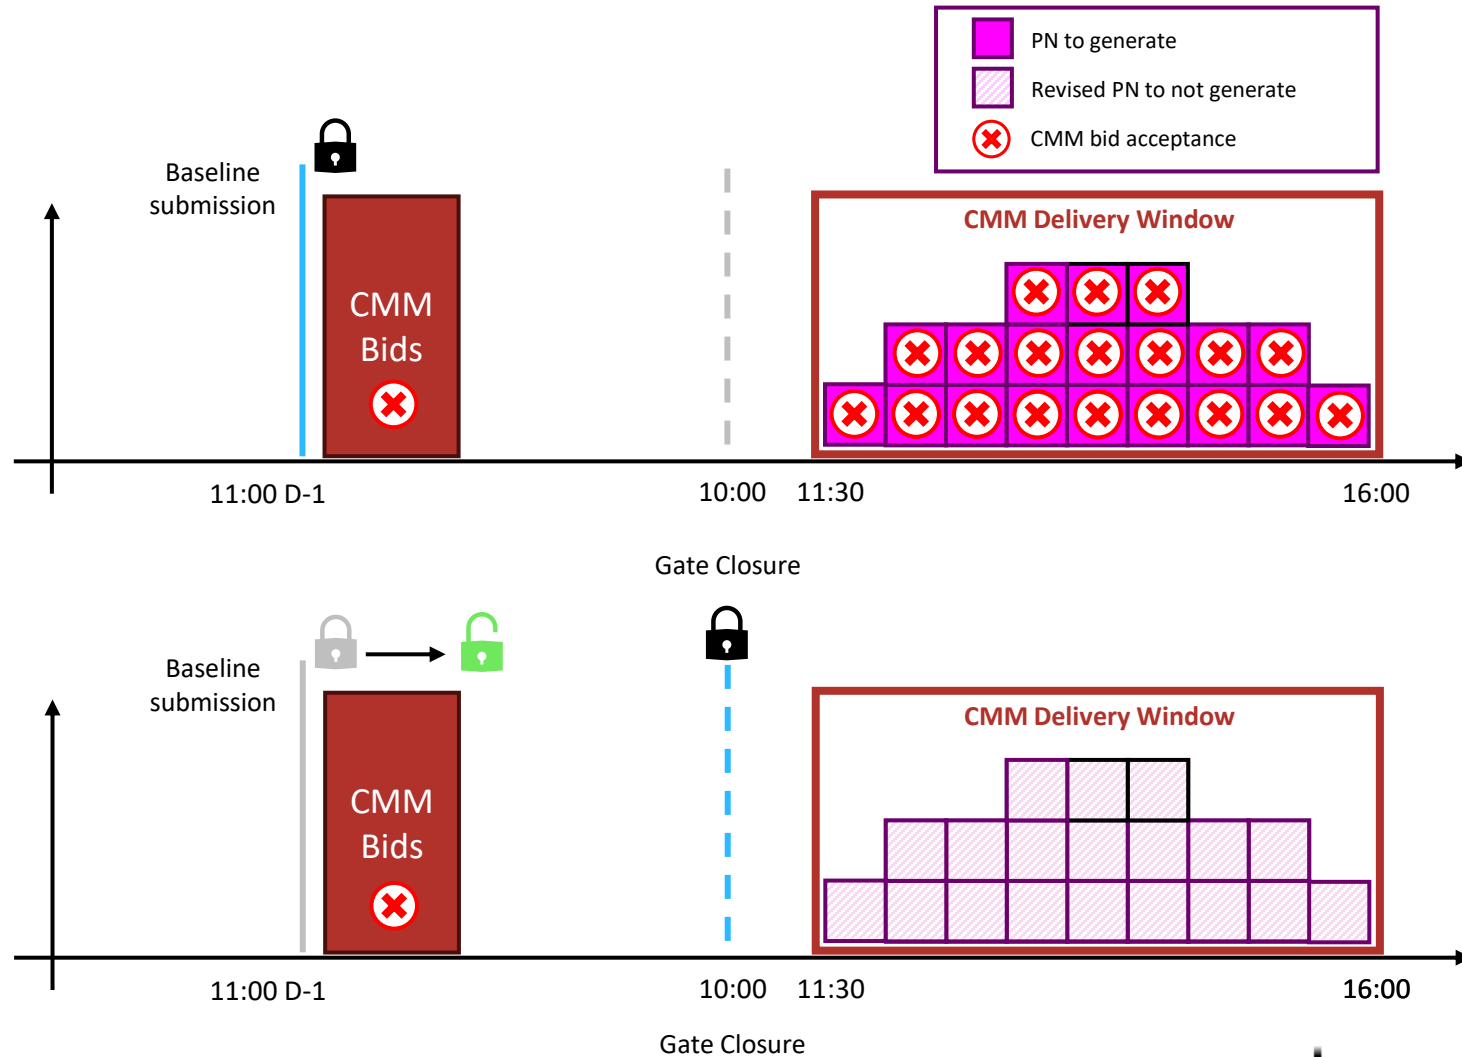 PN to generate
Revised PN to not generate
CMM bid acceptance
Baseline
submission
CMM Delivery Window
CMM
Bids
11:00 D-1
10:00
11:30
16:00
Gate Closure
Baseline
submission
CMM Delivery Window
CMM
Bids
11:00 D-1
10:00
11:30
16:00
Gate Closure